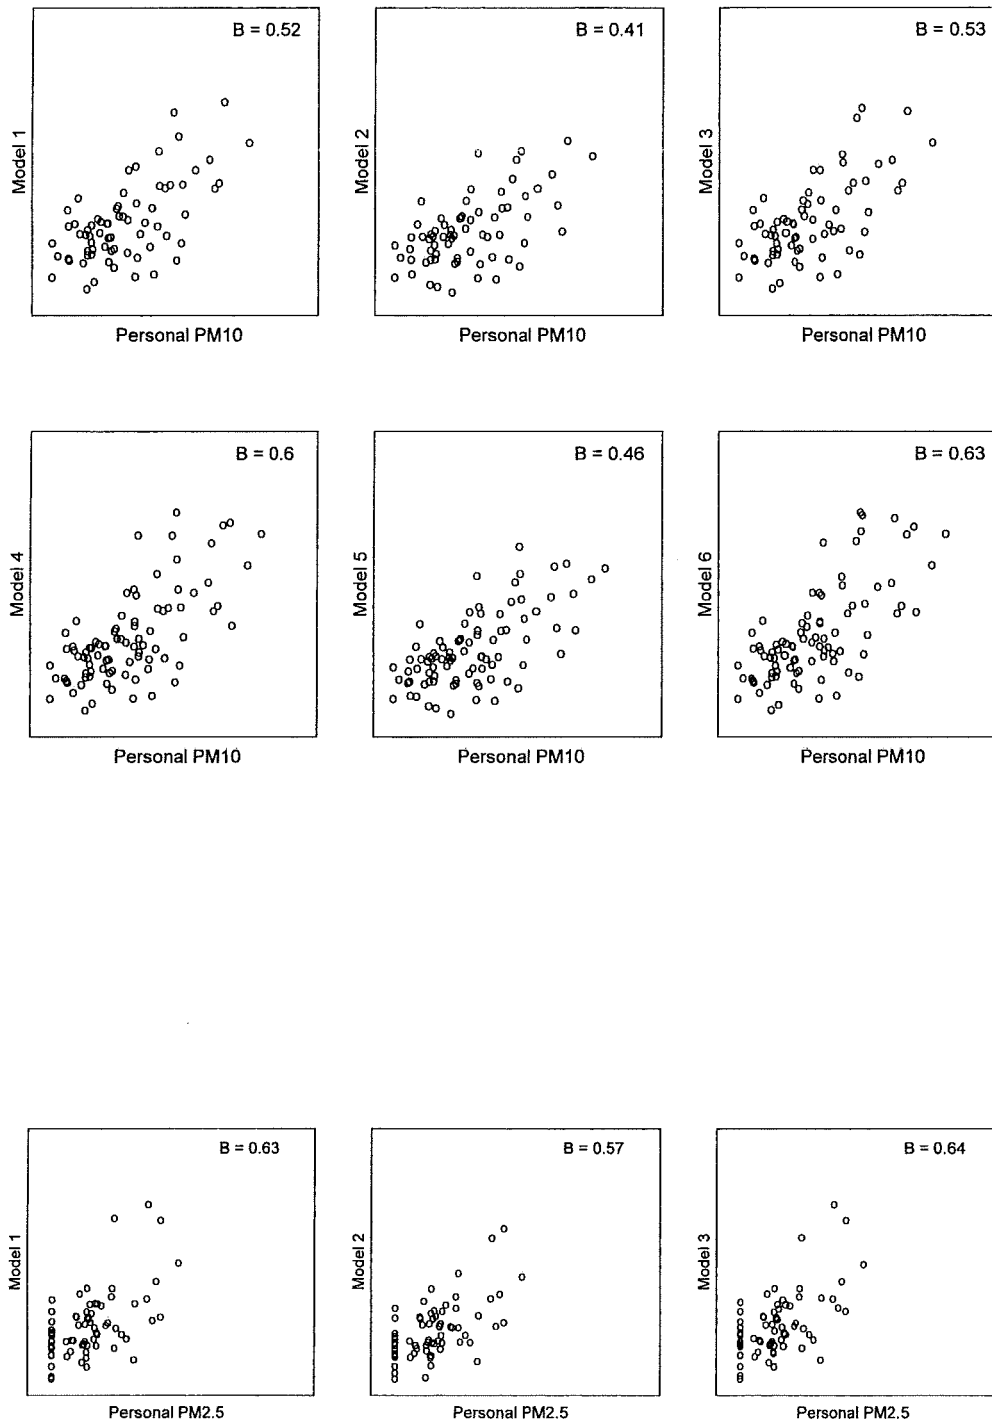 B = 0.52
Model 1
Personal PM10
B = 0.41
Model 2
Personal PM10
B = 0.53
Model 3
Personal PM10
B = 0.6
Model 4
Personal PM10
B = 0.46
Model 5
Personal PM10
B = 0.63
Model 6
Personal PM10
B = 0.63
Model 1
Personal PM2.5
B = 0.57
Model 2
Personal PM2.5
B = 0.64
Model 3
Personal PM2.5